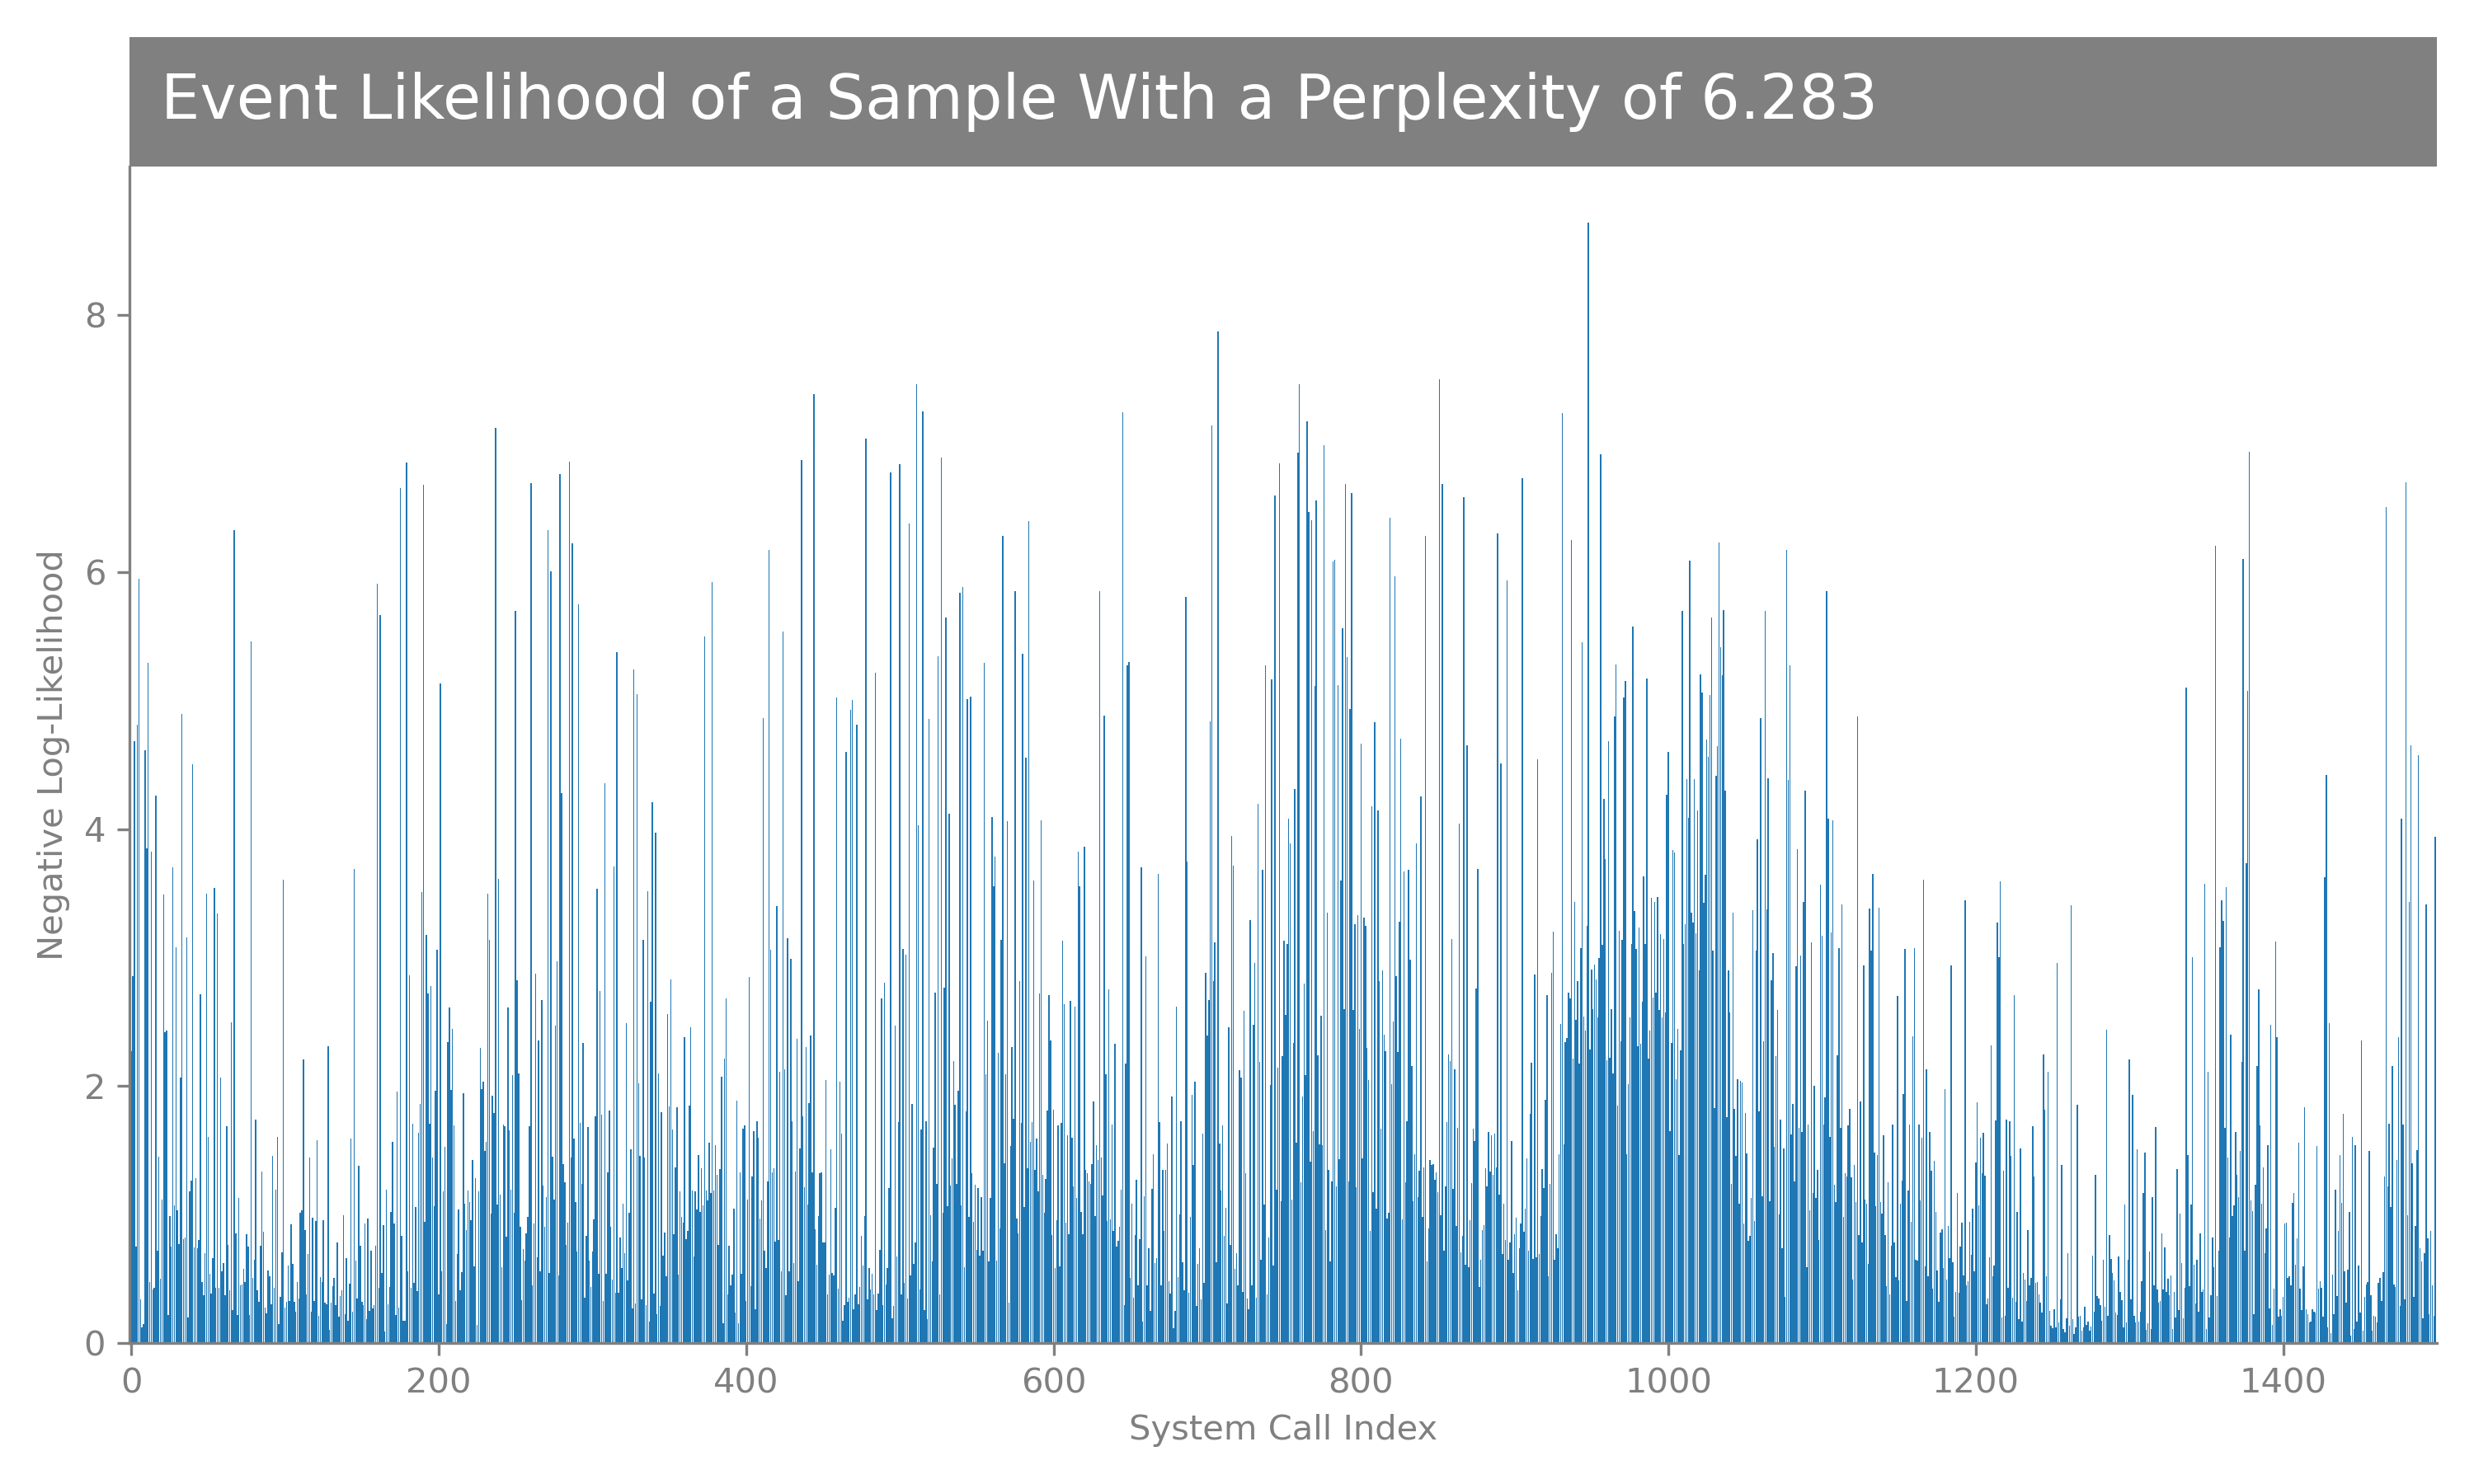 Event Likelihood of a Sample With a Perplexity of 6.283
8
6
4
2
0
Negative Log-Likelihood
0 200 400 600 800 1000 1200 1400
System Call Index